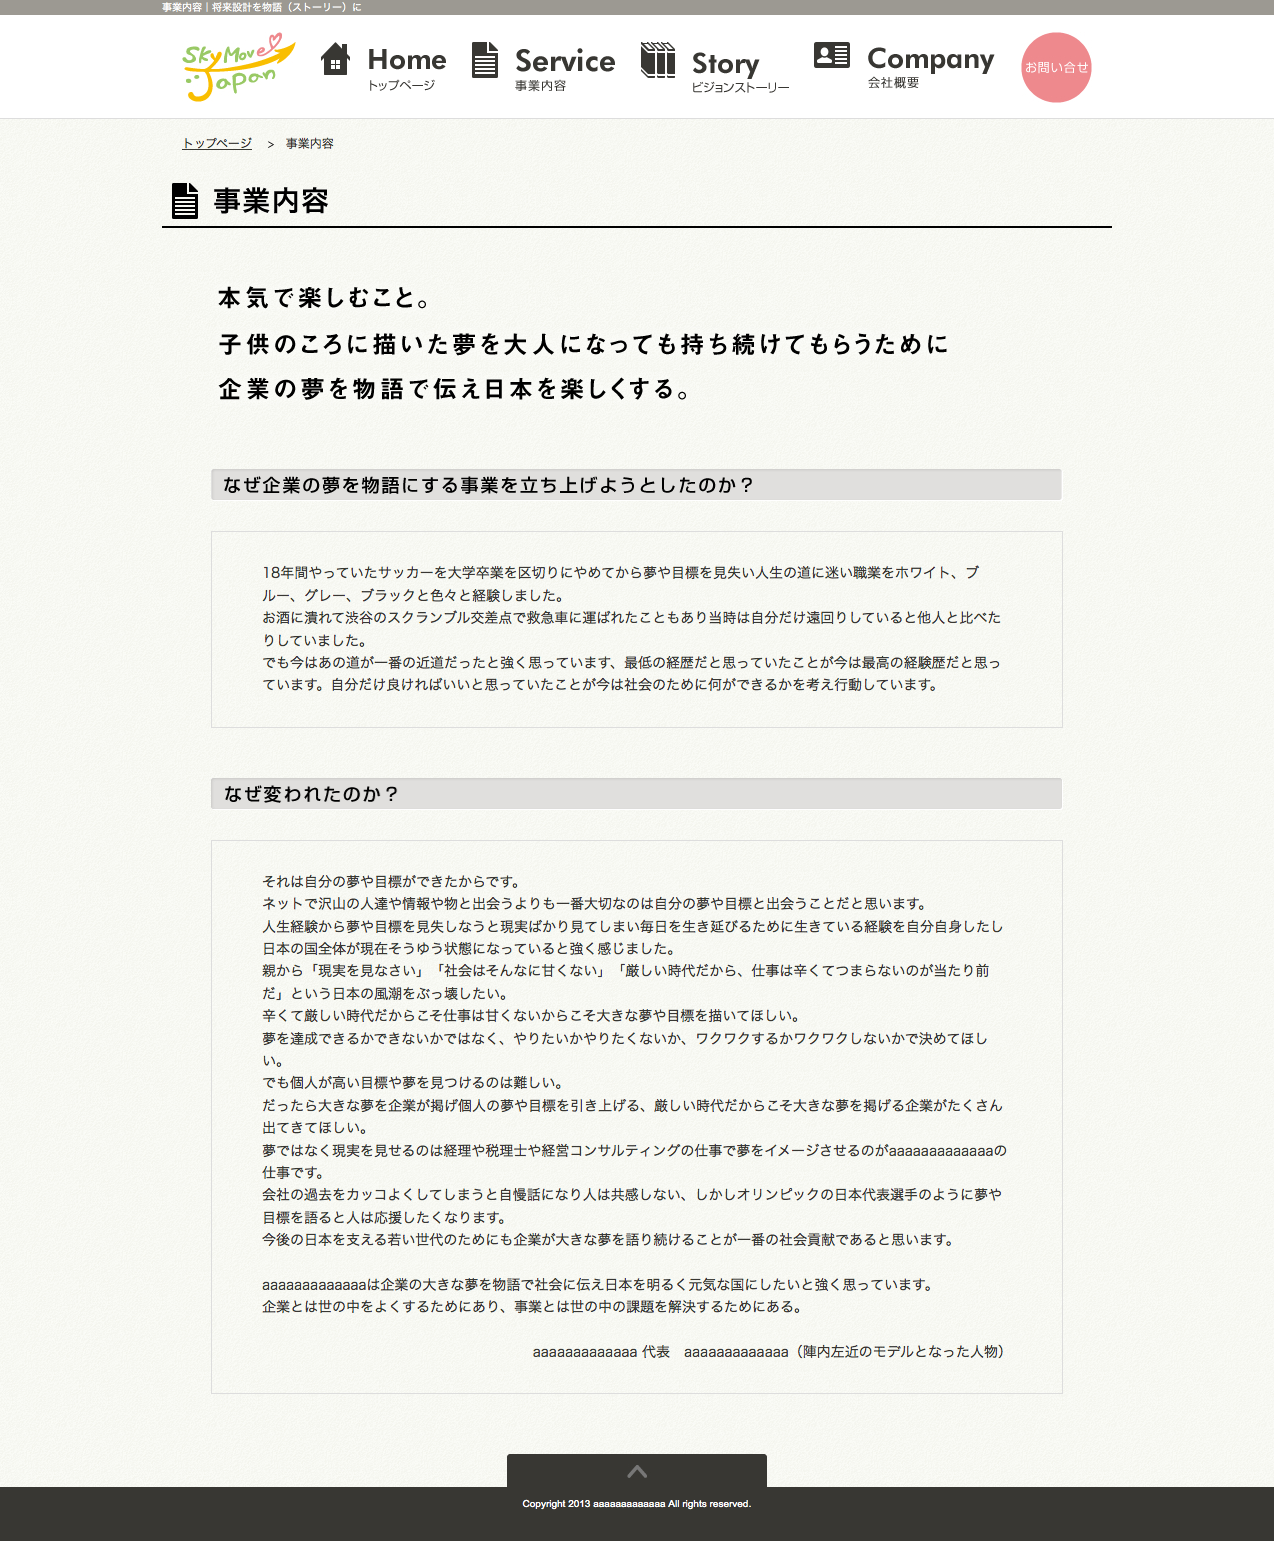 事業内容｜将来設計を物語（ストーリー）に
SkyMove Japan
Home
トップページ
Service
事業内容
Story
ビジョンストーリー
Company
会社概要
お問い合せ
トップページ > 事業内容
事業内容
本気で楽しむこと。
子供のころに描いた夢を大人になっても持ち続けてもらうために
企業の夢を物語で伝え日本を楽しくする。
なぜ企業の夢を物語にする事業を立ち上げようとしたのか？
18年間やっていたサッカーを大学卒業を区切りにやめてから夢や目標を見失い人生の道に迷い職業をホワイト、ブ
ルー、グレー、ブラックと色々と経験しました。
お酒に潰れて渋谷のスクランブル交差点で救急車に運ばれたこともあり当時は自分だけ遠回りしていると他人と比べた
りしていました。
でも今はあの道が一番の近道だったと強く思っています、最低の経歴だと思っていたことが今は最高の経験歴だと思っ
ています。自分だけ良ければいいと思っていたことが今は社会のために何ができるかを考え行動しています。
なぜ変われたのか？
それは自分の夢や目標ができたからです。
ネットで沢山の人達や情報や物と出会うよりも一番大切なのは自分の夢や目標と出会うことだと思います。
人生経験から夢や目標を見失しなうと現実ばかり見てしまい毎日を生き延びるために生きている経験を自分自身したし
日本の国全体が現在そうゆう状態になっていると強く感じました。
親から「現実を見なさい」「社会はそんなに甘くない」「厳しい時代だから、仕事は辛くてつまらないのが当たり前
だ」という日本の風潮をぶっ壊したい。
辛くて厳しい時代だからこそ仕事は甘くないからこそ大きな夢や目標を描いてほしい。
夢を達成できるかできないかではなく、やりたいかやりたくないか、ワクワクするかワクワクしないかで決めてほし
い。
でも個人が高い目標や夢を見つけるのは難しい。
だったら大きな夢を企業が掲げ個人の夢や目標を引き上げる、厳しい時代だからこそ大きな夢を掲げる企業がたくさん
出てきてほしい。
夢ではなく現実を見せるのは経理や税理士や経営コンサルティングの仕事で夢をイメージさせるのがaaaaaaaaaaaaaの
仕事です。
会社の過去をカッコよくしてしまうと自慢話になり人は共感しない、しかしオリンピックの日本代表選手のように夢や
目標を語ると人は応援したくなります。
今後の日本を支える若い世代のためにも企業が大きな夢を語り続けることが一番の社会貢献であると思います。
aaaaaaaaaaaaaは企業の大きな夢を物語で社会に伝え日本を明るく元気な国にしたいと強く思っています。
企業とは世の中をよくするためにあり、事業とは世の中の課題を解決するためにある。
aaaaaaaaaaaaa 代表　aaaaaaaaaaaaa（陣内左近のモデルとなった人物）
Copyright 2013 aaaaaaaaaaaaa All rights reserved.